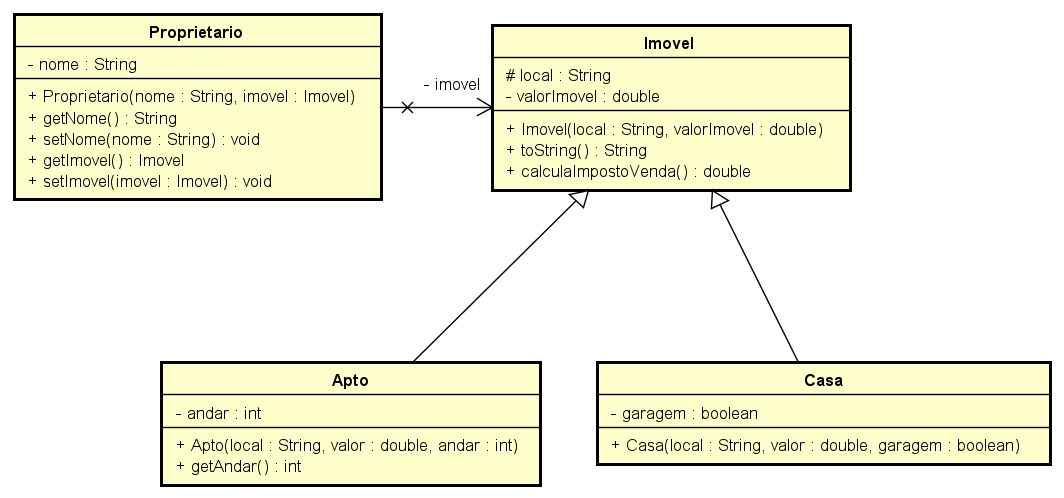 Proprietario
- nome : String
+ Proprietario(nome : String, imovel : Imovel)
+ getNome() : String
+ setNome(nome : String) : void
+ getImovel() : Imovel
+ setImovel(imovel : Imovel) : void
- imovel
Imovel
# local : String
- valorImovel : double
+ Imovel(local : String, valorImovel : double)
+ toString() : String
+ calculaImpostoVenda() : double
Apto
- andar : int
+ Apto(local : String, valor : double, andar : int)
+ getAndar() : int
Casa
- garagem : boolean
+ Casa(local : String, valor : double, garagem : boolean)